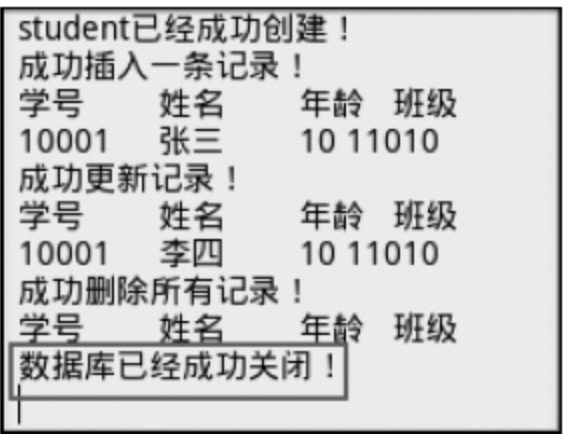 student已经成功创建！
成功插入一条记录！
学号 姓名 年龄 班级
10001 张三 10 11010
成功更新记录！
学号 姓名 年龄 班级
10001 李四 10 11010
成功删除所有记录！
学号 姓名 年龄 班级
数据库已经成功关闭！